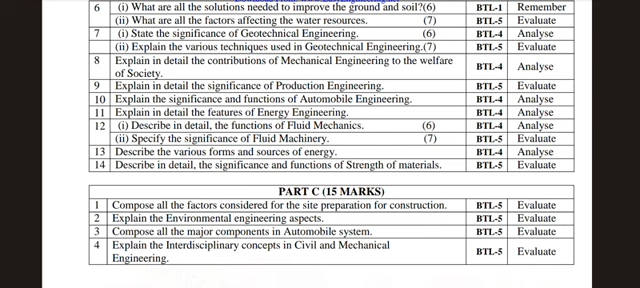 6 (i) What are all the solutions needed to improve the ground and soil?(6) BTL-1 Remember
(ii) What are all the factors affecting the water resources. (7) BTL-5 Evaluate
7 (i) State the significance of Geotechnical Engineering. (6) BTL-4 Analyse
(ii) Explain the various techniques used in Geotechnical Engineering.(7) BTL-5 Evaluate
8 Explain in detail the contributions of Mechanical Engineering to the welfare
of Society. BTL-4 Analyse
9 Explain in detail the significance of Production Engineering. BTL-5 Evaluate
10 Explain the significance and functions of Automobile Engineering. BTL-4 Analyse
11 Explain in detail the features of Energy Engineering. BTL-4 Analyse
12 (i) Describe in detail, the functions of Fluid Mechanics. (6) BTL-4 Analyse
(ii) Specify the significance of Fluid Machinery. (7) BTL-5 Evaluate
13 Describe the various forms and sources of energy. BTL-4 Analyse
14 Describe in detail, the significance and functions of Strength of materials. BTL-5 Evaluate
PART C (15 MARKS)
1 Compose all the factors considered for the site preparation for construction. BTL-5 Evaluate
2 Explain the Environmental engineering aspects. BTL-5 Evaluate
3 Compose all the major components in Automobile system. BTL-5 Evaluate
4 Explain the Interdisciplinary concepts in Civil and Mechanical
Engineering. BTL-5 Evaluate